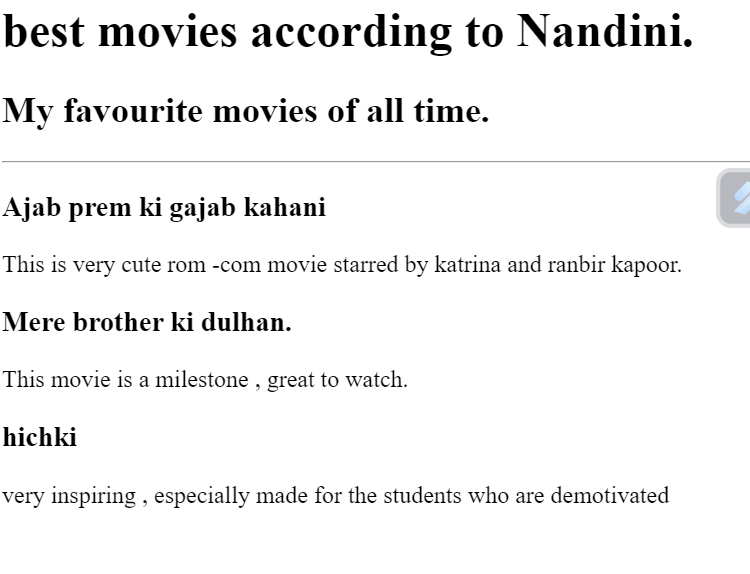 best movies according to Nandini.
My favourite movies of all time.
Ajab prem ki gajab kahani
This is very cute rom -com movie starred by katrina and ranbir kapoor.
Mere brother ki dulhan.
This movie is a milestone , great to watch.
hichki
very inspiring , especially made for the students who are demotivated